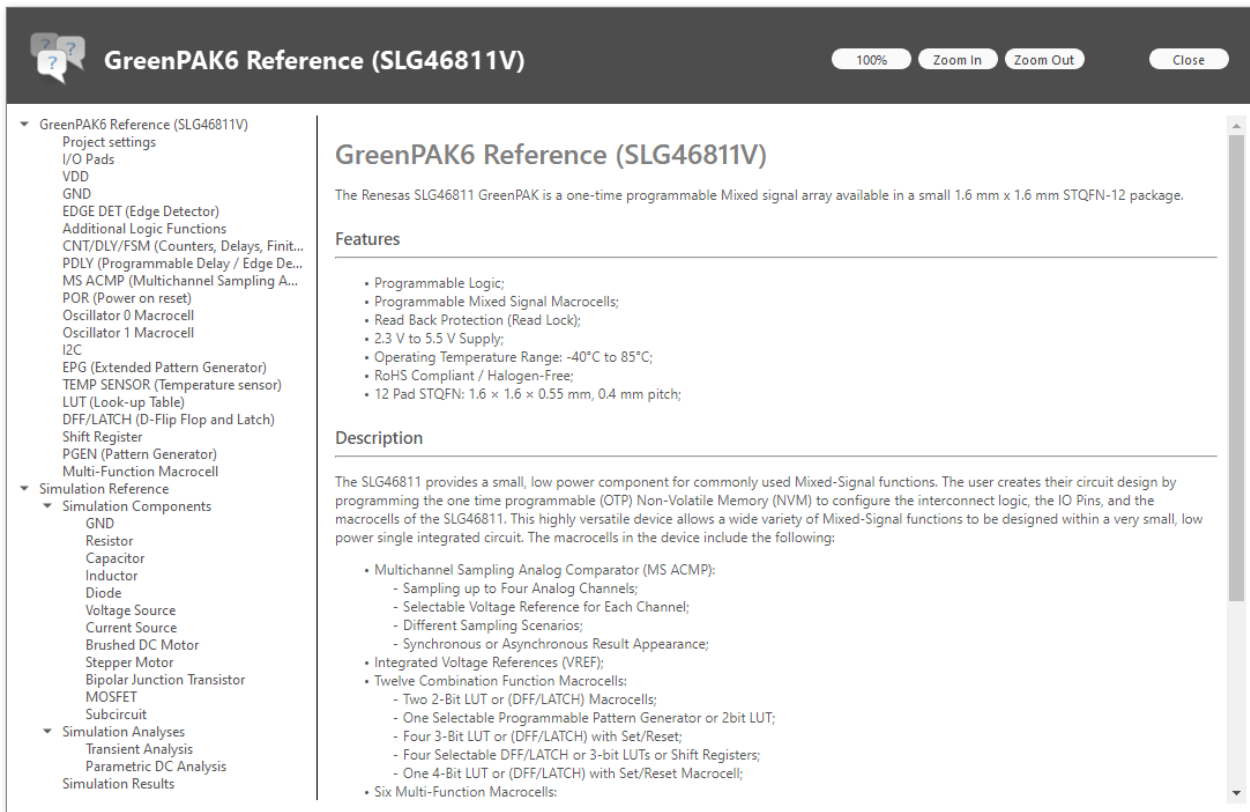 GreenPAK6 Reference (SLG46811V)
100%
Zoom In
Zoom Out
Close
GreenPAK6 Reference (SLG46811V)
Project settings
I/O Pads
VDD
GND
EDGE DET (Edge Detector)
Additional Logic Functions
CNT/DLY/FSM (Counters, Delays, Finit...
PDLY (Programmable Delay / Edge De...
MS ACMP (Multichannel Sampling A...
POR (Power on reset)
Oscillator 0 Macrocell
Oscillator 1 Macrocell
I2C
EPG (Extended Pattern Generator)
TEMP SENSOR (Temperature sensor)
LUT (Look-up Table)
DFF/LATCH (D-Flip Flop and Latch)
Shift Register
PGEN (Pattern Generator)
Multi-Function Macrocell
Simulation Reference
Simulation Components
GND
Resistor
Capacitor
Inductor
Diode
Voltage Source
Current Source
Brushed DC Motor
Stepper Motor
Bipolar Junction Transistor
MOSFET
Subcircuit
Simulation Analyses
Transient Analysis
Parametric DC Analysis
Simulation Results
GreenPAK6 Reference (SLG46811V)
The Renesas SLG46811 GreenPAK is a one-time programmable Mixed signal array available in a small 1.6 mm x 1.6 mm STQFN-12 package.
Features
• Programmable Logic;
• Programmable Mixed Signal Macrocells;
• Read Back Protection (Read Lock);
• 2.3 V to 5.5 V Supply;
• Operating Temperature Range: -40°C to 85°C;
• RoHS Compliant / Halogen-Free;
• 12 Pad STQFN: 1.6 × 1.6 × 0.55 mm, 0.4 mm pitch;
Description
The SLG46811 provides a small, low power component for commonly used Mixed-Signal functions. The user creates their circuit design by
programming the one time programmable (OTP) Non-Volatile Memory (NVM) to configure the interconnect logic, the IO Pins, and the
macrocells of the SLG46811. This highly versatile device allows a wide variety of Mixed-Signal functions to be designed within a very small, low
power single integrated circuit. The macrocells in the device include the following:
• Multichannel Sampling Analog Comparator (MS ACMP):
- Sampling up to Four Analog Channels;
- Selectable Voltage Reference for Each Channel;
- Different Sampling Scenarios;
- Synchronous or Asynchronous Result Appearance;
• Integrated Voltage References (VREF);
• Twelve Combination Function Macrocells:
- Two 2-Bit LUT or (DFF/LATCH) Macrocells;
- One Selectable Programmable Pattern Generator or 2bit LUT;
- Four 3-Bit LUT or (DFF/LATCH) with Set/Reset;
- Four Selectable DFF/LATCH or 3-bit LUTs or Shift Registers;
- One 4-Bit LUT or (DFF/LATCH) with Set/Reset Macrocell;
• Six Multi-Function Macrocells: